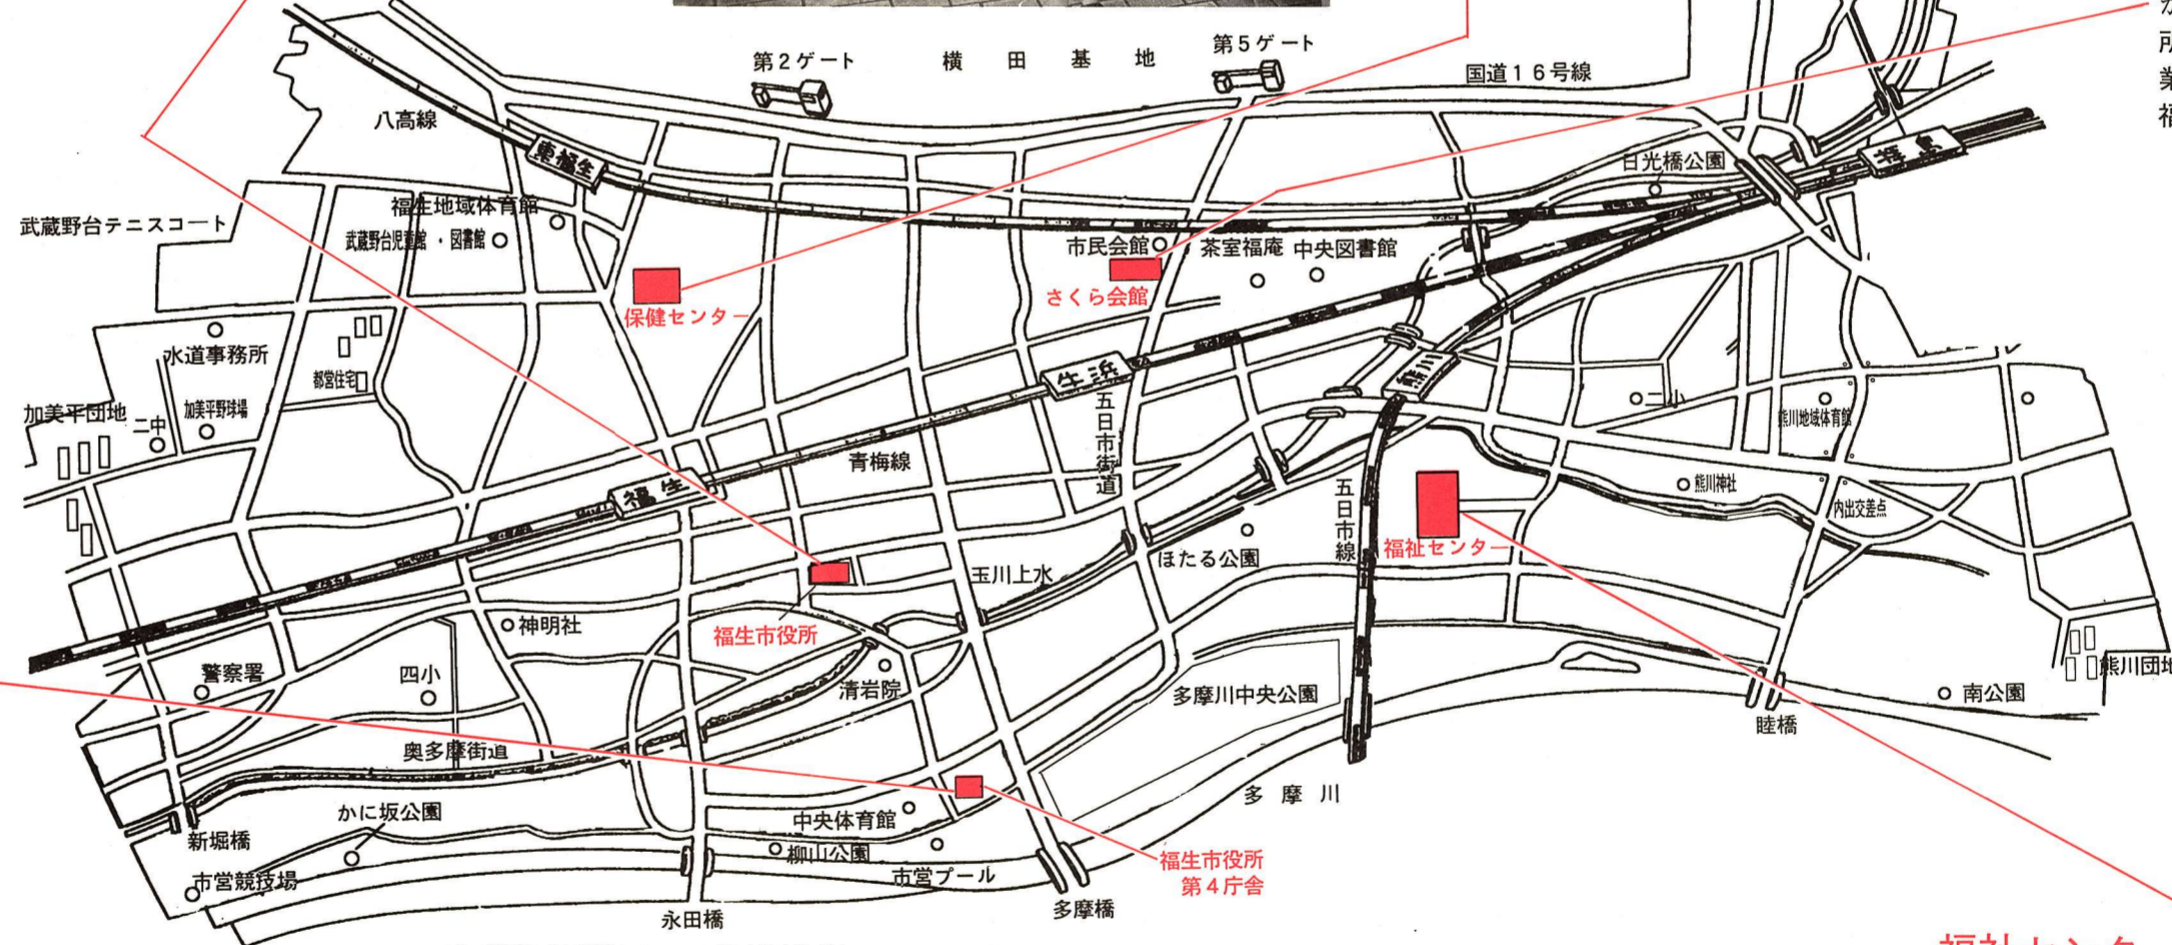 第2ゲート
横田基地
第5ゲート
国道16号線
所
業
福
八高線
東福生
拝島
日光橋公園
福生地域体育館
武蔵野台テニスコート
武蔵野台児童館・図書館
市民会館
茶室福庵
中央図書館
さくら会館
保健センター
水道事務所
都営住宅
牛浜
熊川
加美平団地
二中
加美平野球場
五日市街道
二小
熊川地域体育館
青梅線
福生
五日市線
熊川神社
内出交差点
福祉センター
ほたる公園
玉川上水
神明社
福生市役所
警察署
四小
清岩院
多摩川中央公園
熊川団地
南公園
睦橋
奥多摩街道
多摩川
かに坂公園
中央体育館
新堀橋
柳山公園
福生市役所
第4庁舎
市営プール
市営競技場
永田橋
多摩橋